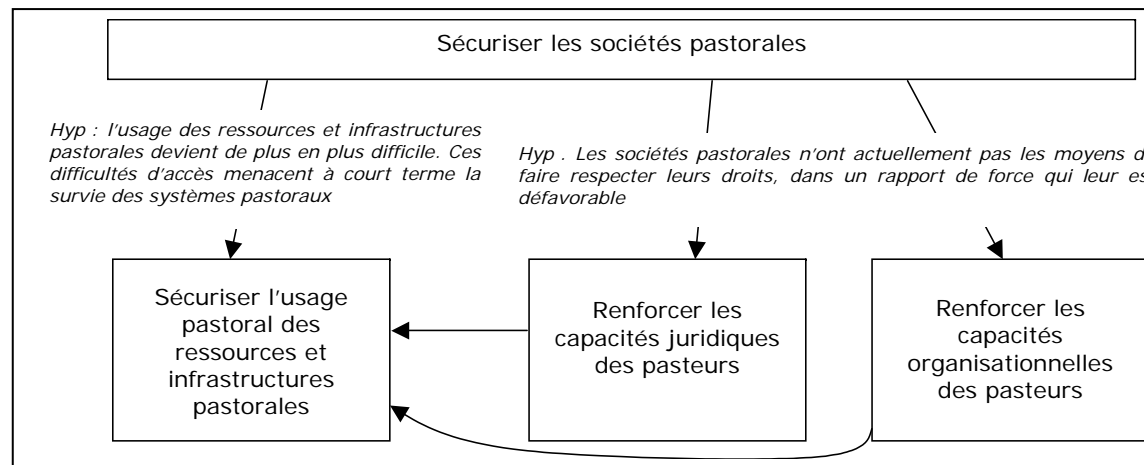 Sécuriser les sociétés pastorales
Hyp : l'usage des ressources et infrastructures
pastorales devient de plus en plus difficile. Ces
difficultés d'accès menacent à court terme la
survie des systèmes pastoraux
Hyp . Les sociétés pastorales n'ont actuellement pas les moyens d
faire respecter leurs droits, dans un rapport de force qui leur es
défavorable
Sécuriser l'usage
pastoral des
ressources et
infrastructures
pastorales
Renforcer les
capacités juridiques
des pasteurs
Renforcer les
capacités
organisationnelles
des pasteurs